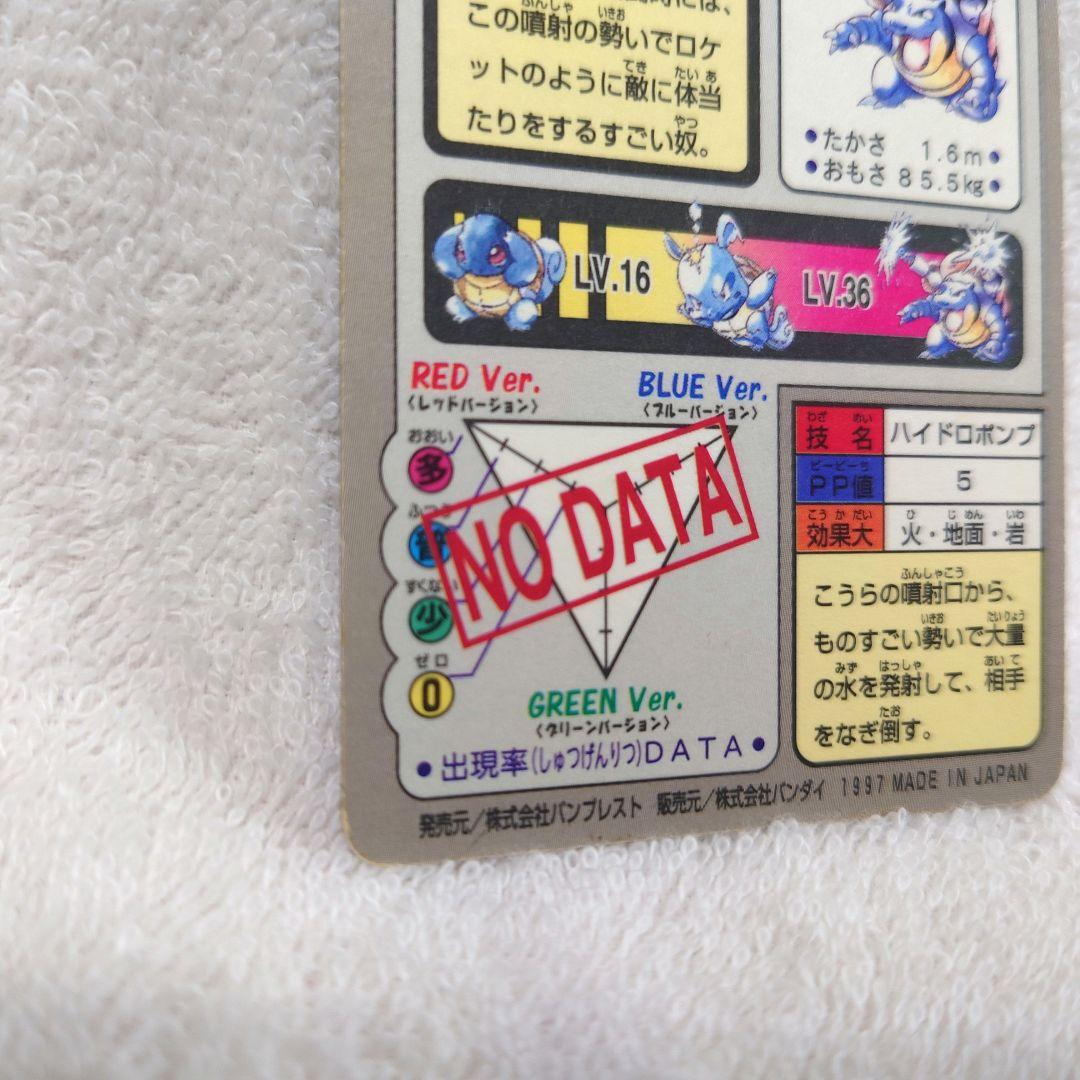 この噴射の勢いでロケ
ットのように敵に体当
たりをするすごい奴。
●たかさ 1.6m●
●おもさ 85.5kg●
LV.16
LV.36
RED Ver.
〈レッドバージョン〉
BLUE Ver.
〈ブルーバージョン〉
おおい
多
ふつう
普
すくない
少
ゼロ
0
NO DATA
GREEN Ver.
〈グリーンバージョン〉
●出現率(しゅつげんりつ)DATA●
技名 ハイドロポンプ
PP値 5
効果大 火・地面・岩
こうらの噴射口から、
ものすごい勢いで大量
の水を発射して、相手
をなぎ倒す。
発売元/株式会社バンプレスト 販売元/株式会社バンダイ 1997 MADE IN JAPAN